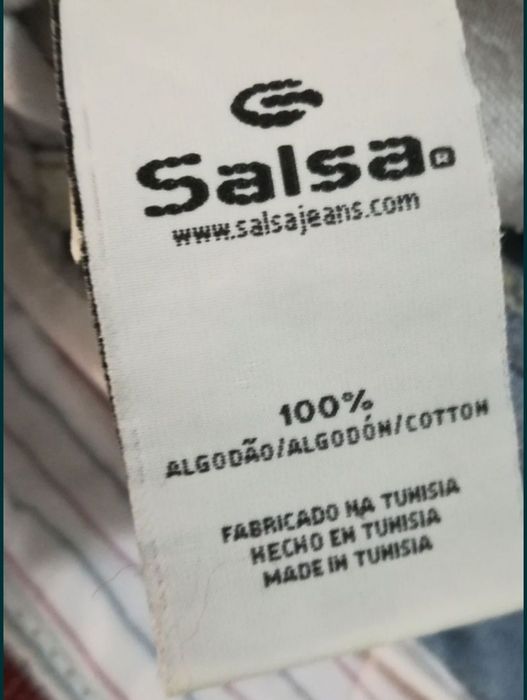 Salsa®
www.salsajeans.com
100%
ALGODÃO/ALGODÓN/COTTON
FABRICADO NA TUNISIA
HECHO EN TUNISIA
MADE IN TUNISIA